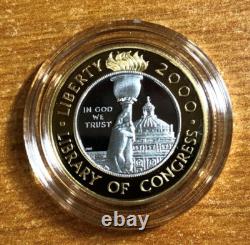 LIBERTY 2000
IN GOD
WE
TRUST
LIBRARY OF CONGRESS